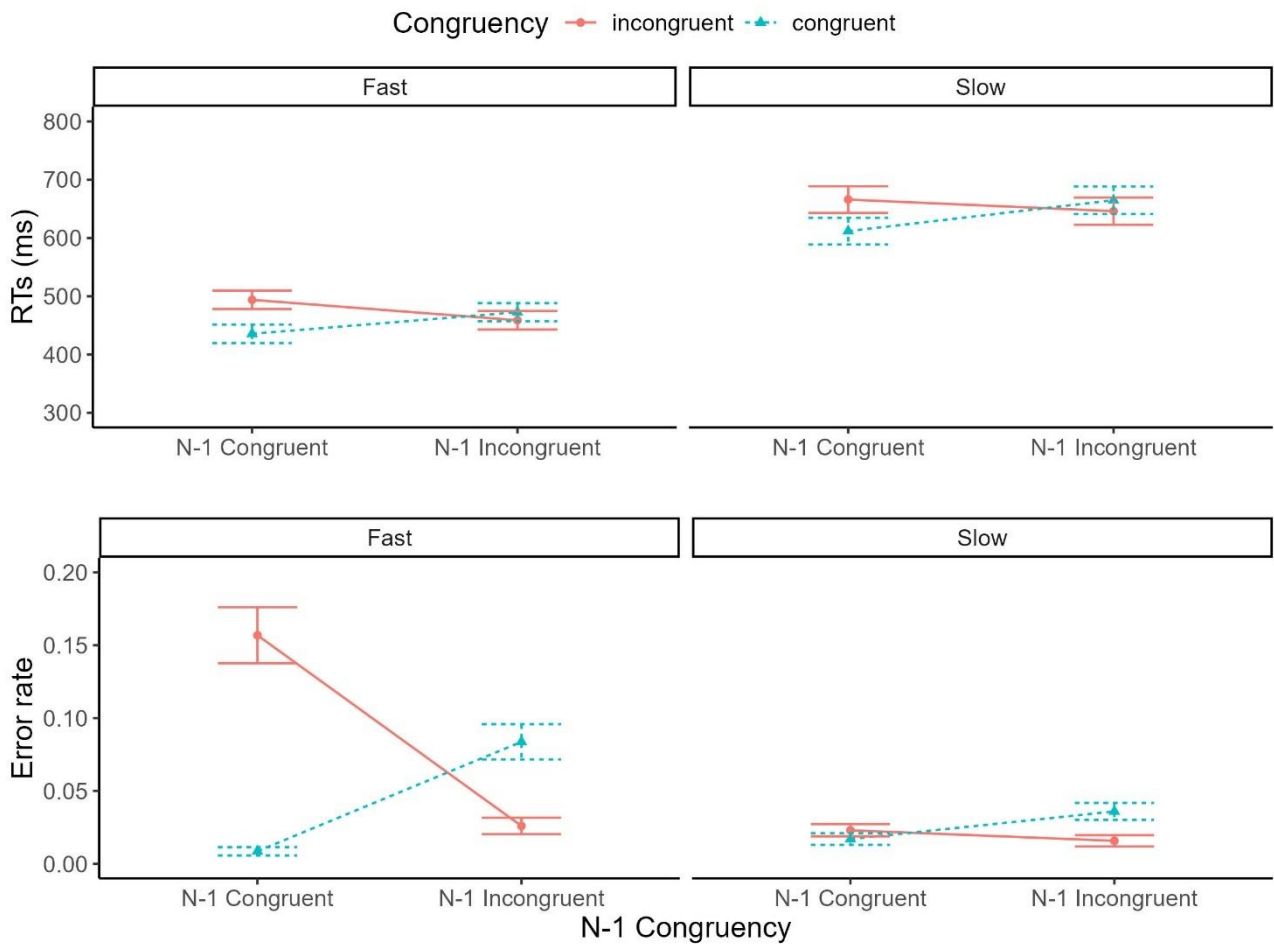 Congruency incongruent congruent
Fast Slow
800
700
600
500
400
300
RTs (ms)
N-1 Congruent N-1 Incongruent N-1 Congruent N-1 Incongruent
Fast Slow
0.20
0.15
0.10
0.05
0.00
Error rate
N-1 Congruent N-1 Incongruent N-1 Congruent N-1 Incongruent
N-1 Congruency